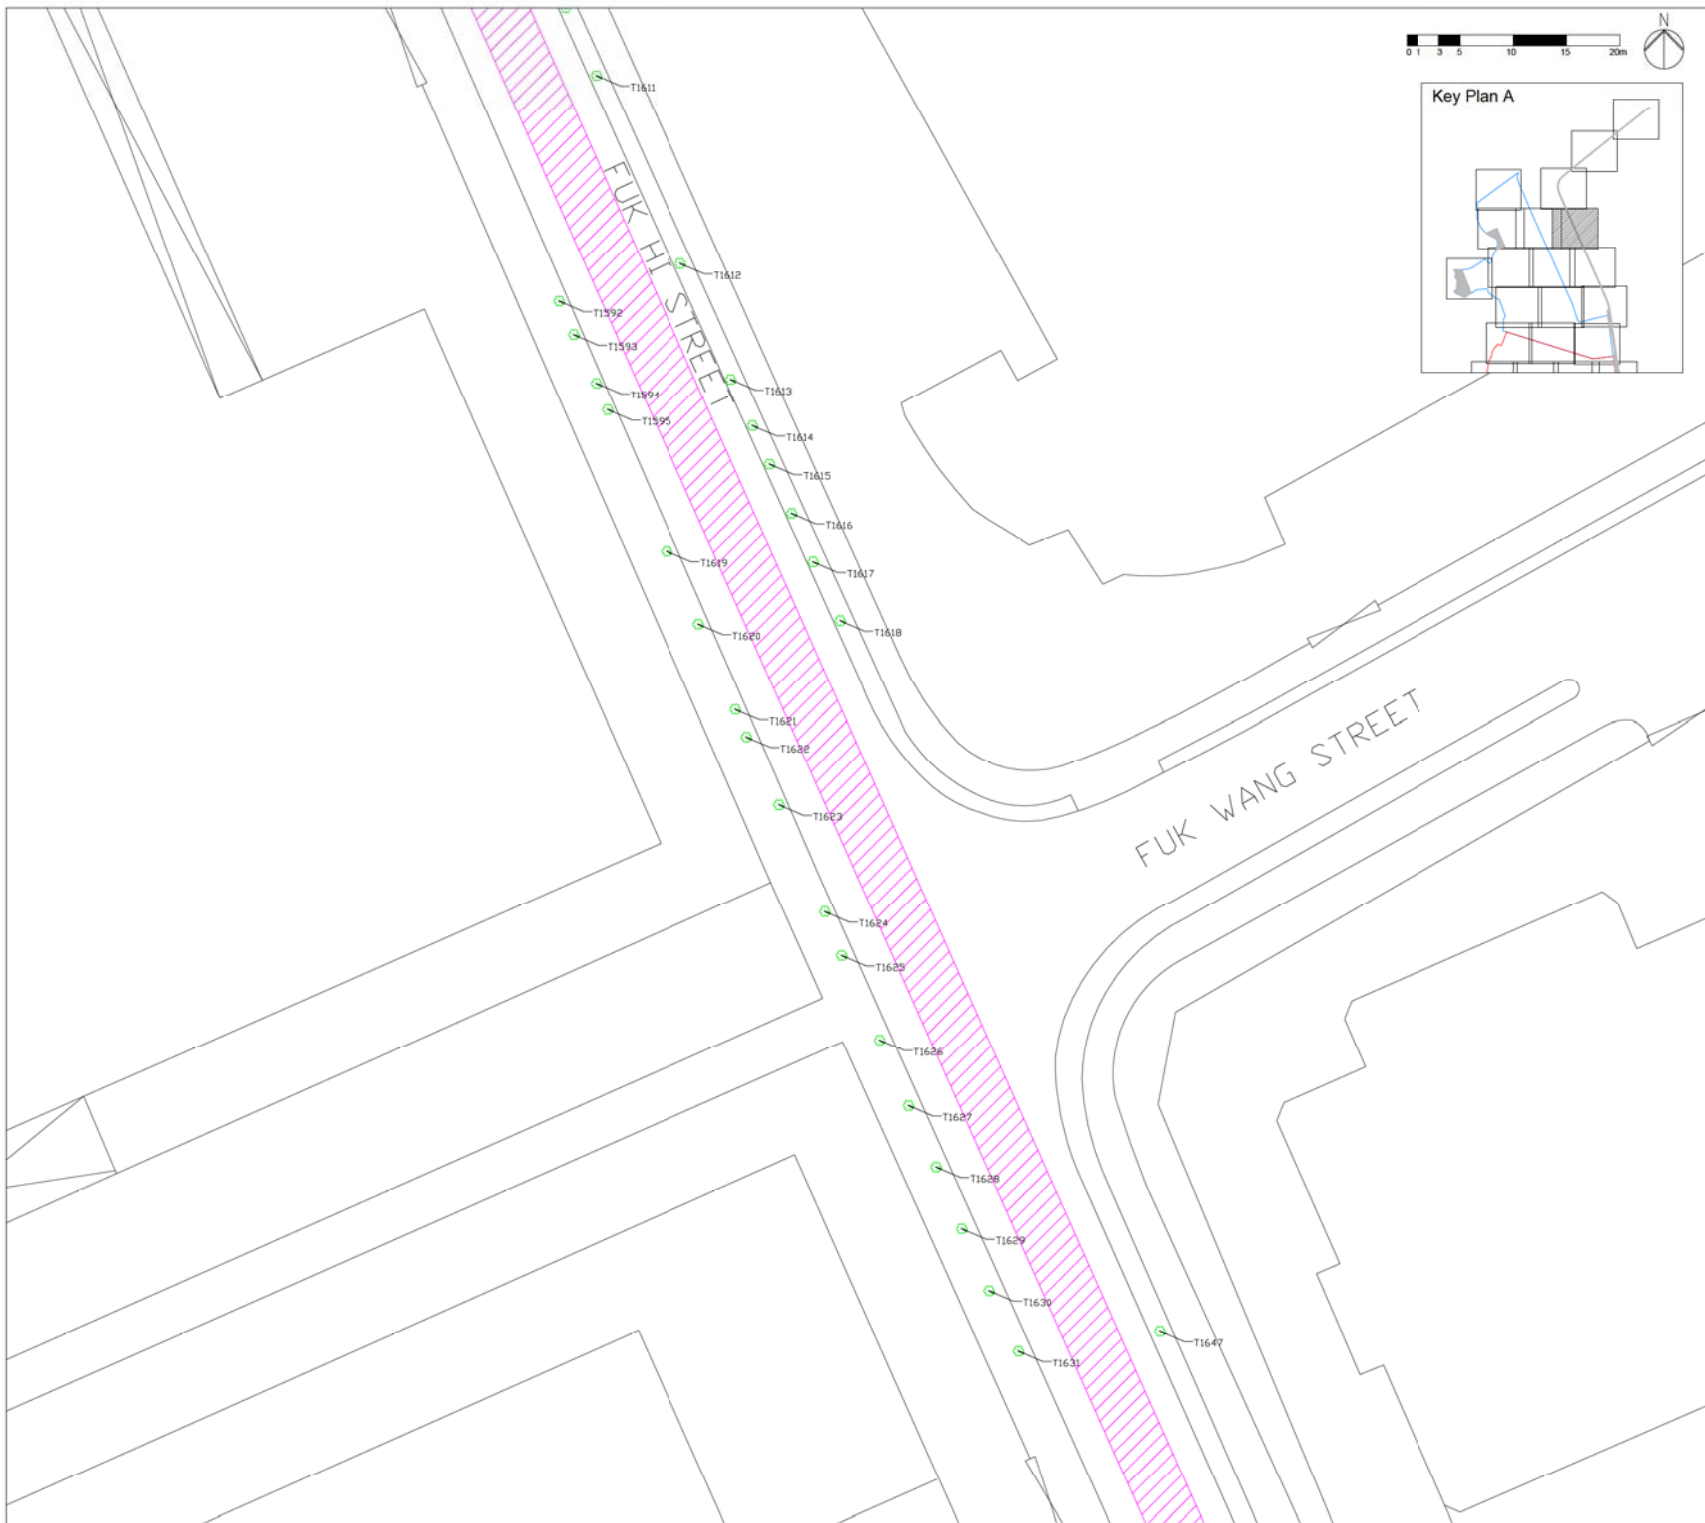 N
0 1 3 5 10 15 20m
Key Plan A
T1611
FUK HI STREET
T1612
T1592
T1593
T1594
T1595
T1613
T1614
T1615
T1616
T1617
T1618
T1619
T1620
T1621
T1622
T1623
FUK WANG STREET
T1624
T1625
T1626
T1627
T1628
T1629
T1630
T1631
T1647